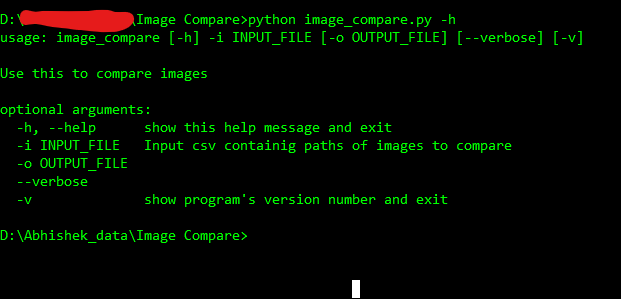 D:\ \Image Compare>python image_compare.py -h
usage: image_compare [-h] -i INPUT_FILE [-o OUTPUT_FILE] [--verbose] [-v]
Use this to compare images
optional arguments:
-h, --help show this help message and exit
-i INPUT_FILE Input csv containig paths of images to compare
-o OUTPUT_FILE
--verbose
-v show program's version number and exit
D:\Abhishek_data\Image Compare>